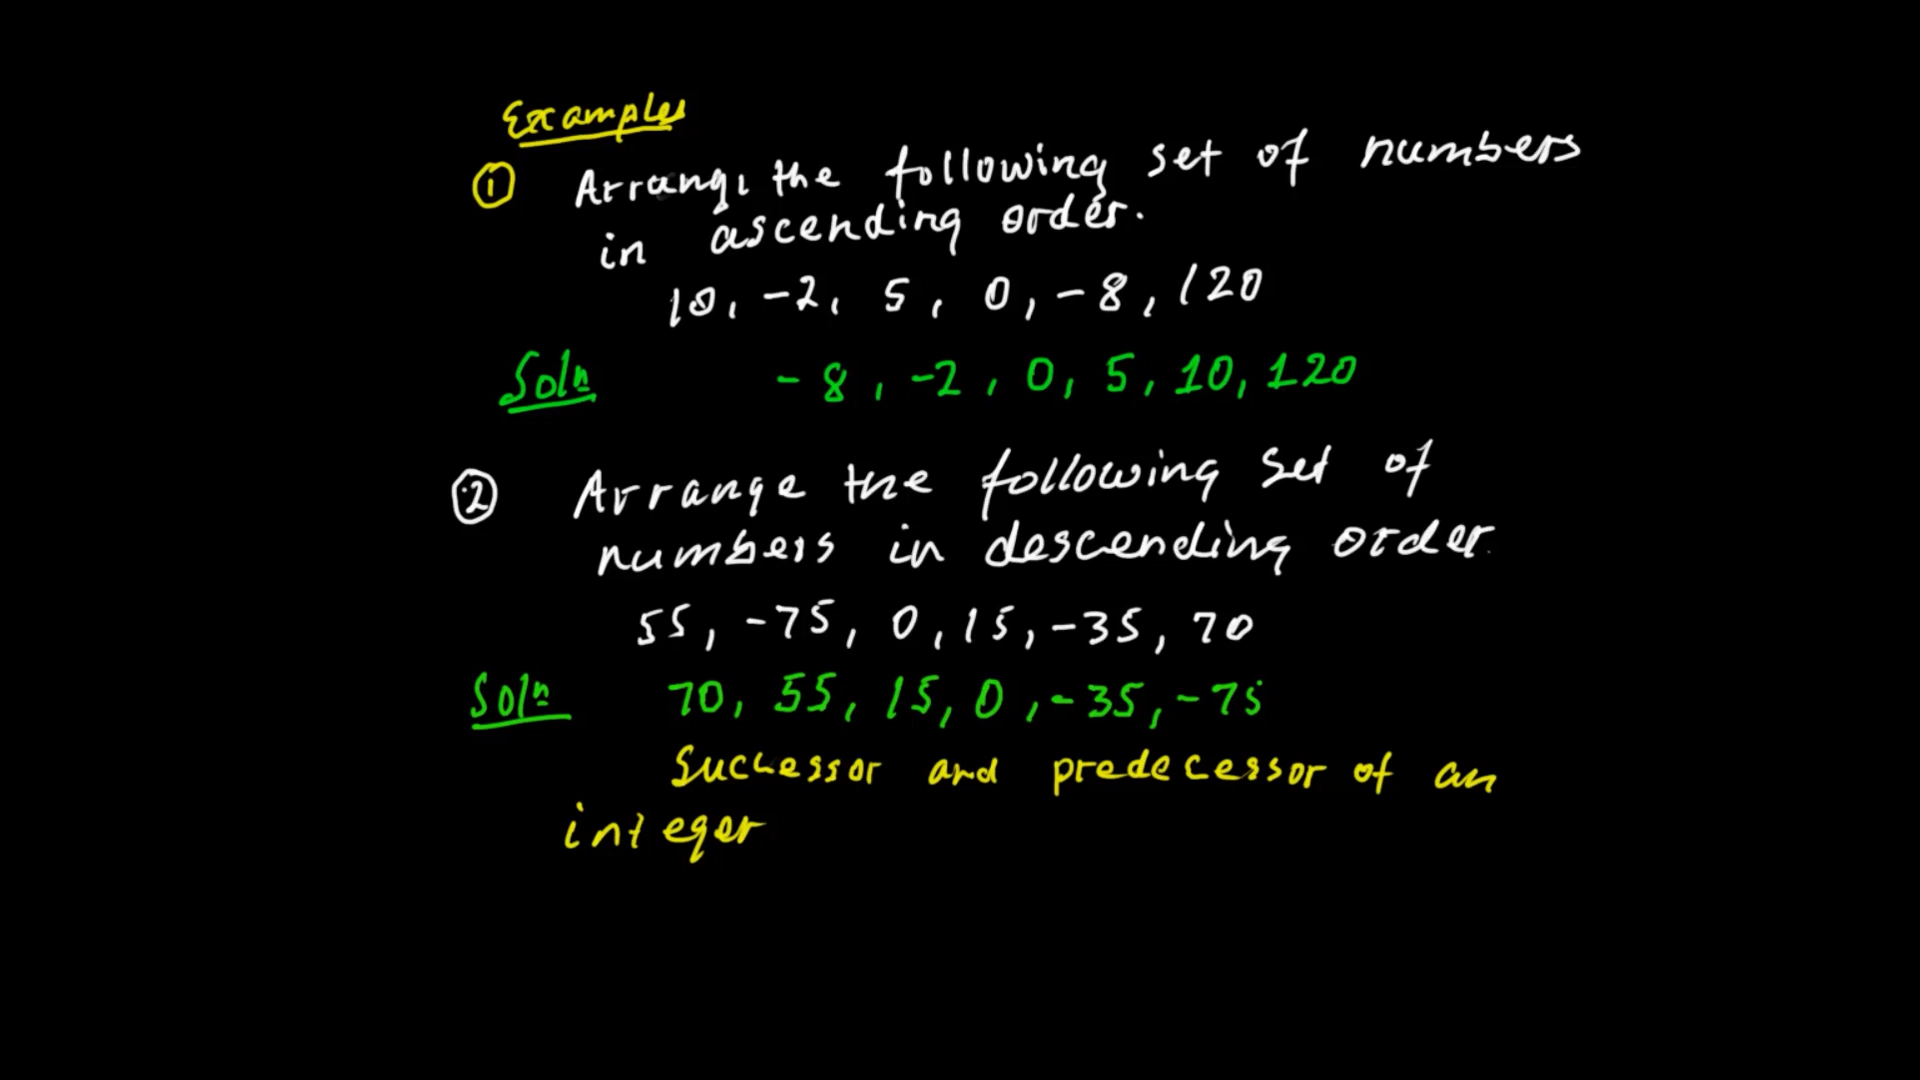 Examples
① Arrange the following set of numbers
in ascending order.
10, -2, 5, 0, -8, 120
Soln -8, -2, 0, 5, 10, 120
② Arrange the following set of
numbers in descending order.
55, -75, 0, 15, -35, 70
Soln 70, 55, 15, 0, -35, -75
Successor and predecessor of an
integer